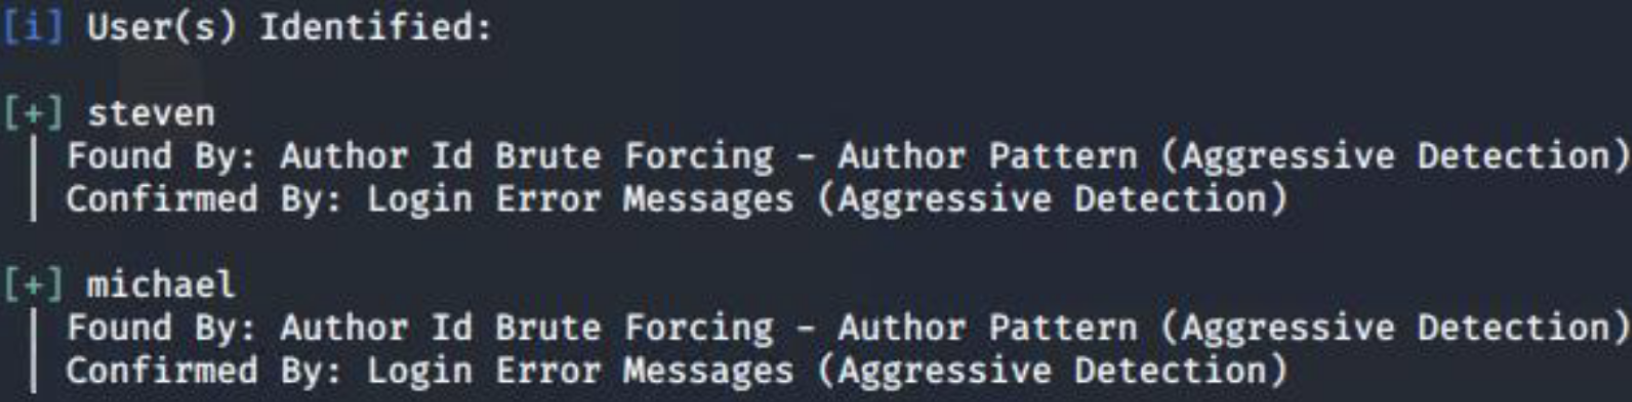 [i] User(s) Identified:
[+] steven
| Found By: Author Id Brute Forcing - Author Pattern (Aggressive Detection)
| Confirmed By: Login Error Messages (Aggressive Detection)
[+] michael
| Found By: Author Id Brute Forcing - Author Pattern (Aggressive Detection)
| Confirmed By: Login Error Messages (Aggressive Detection)